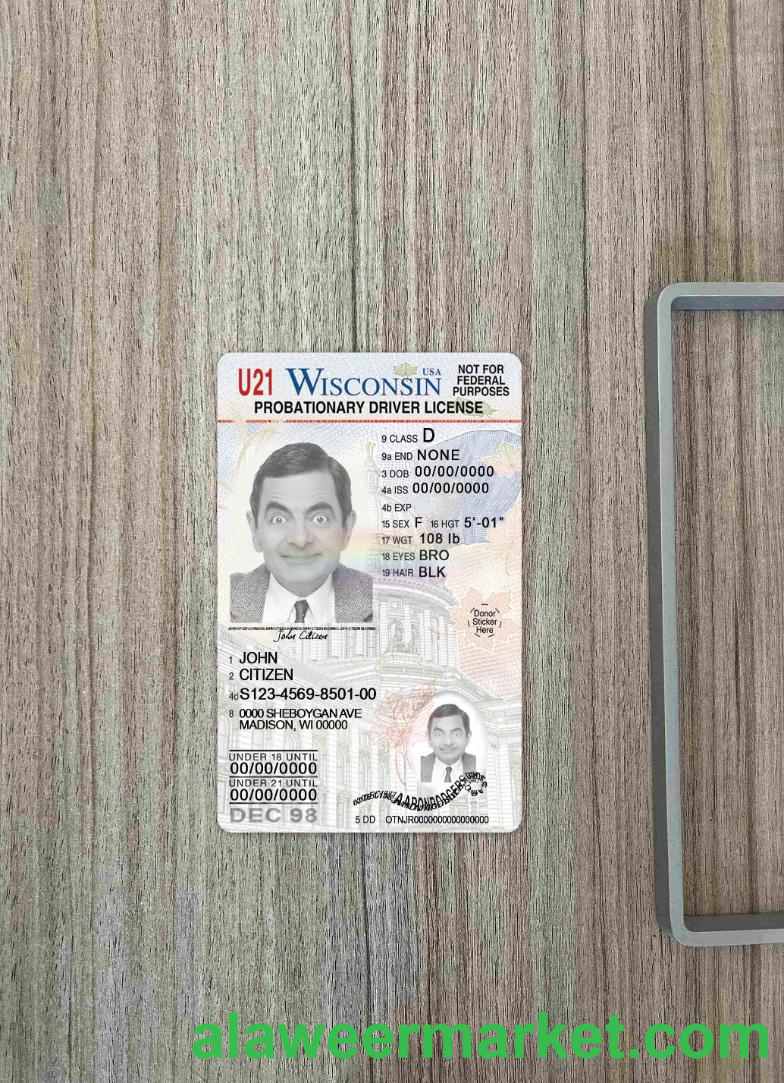 U21 WISCONSIN USA
NOT FOR
FEDERAL
PURPOSES
PROBATIONARY DRIVER LICENSE
9 CLASS D
9a END NONE
3 DOB 00/00/0000
4a ISS 00/00/0000
4b EXP
15 SEX F 16 HGT 5'-01"
17 WGT 108 lb
18 EYES BRO
19 HAIR BLK
Donor
Sticker
Here
John Citizen
1 JOHN
2 CITIZEN
4d S123-4569-8501-00
8 0000 SHEBOYGAN AVE
MADISON, WI 00000
UNDER 18 UNTIL
00/00/0000
UNDER 21 UNTIL
00/00/0000
DEC 98
5 DD OTNJR0000000000000000
alaweermarket.com